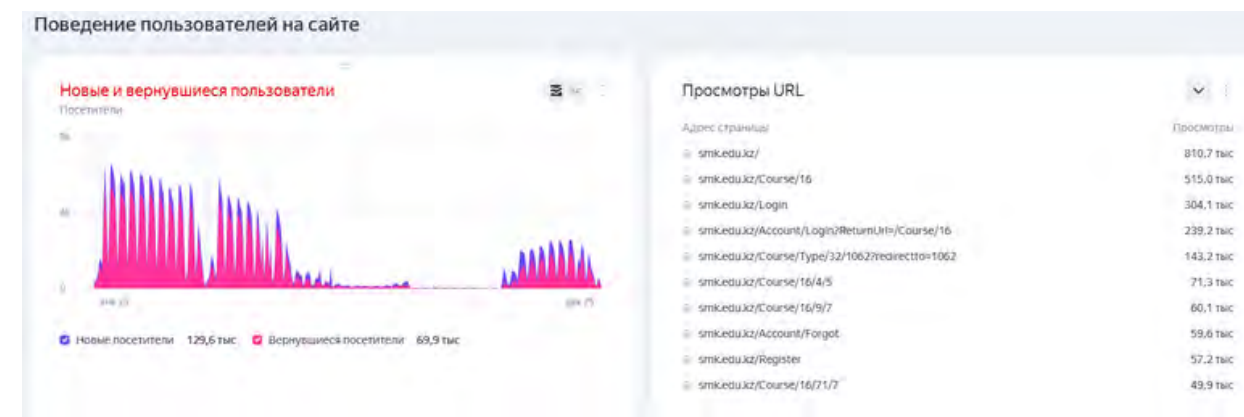 Поведение пользователей на сайте
Новые и вернувшиеся пользователи
Посетители
0
Новые посетители 129,6 тыс Вернувшиеся посетители 69,9 тыс
Просмотры URL
Адрес страницы Просмотры
smk.edu.kz/ 810,7 тыс
smk.edu.kz/Course/16 515,0 тыс
smk.edu.kz/Login 304,1 тыс
smk.edu.kz/Account/Login?ReturnUrl=/Course/16 239,2 тыс
smk.edu.kz/Course/Type/32/1062?redirectto=1062 143,2 тыс
smk.edu.kz/Course/16/4/5 71,3 тыс
smk.edu.kz/Course/16/9/7 60,1 тыс
smk.edu.kz/Account/Forgot 59,6 тыс
smk.edu.kz/Register 57,2 тыс
smk.edu.kz/Course/16/71/7 49,9 тыс